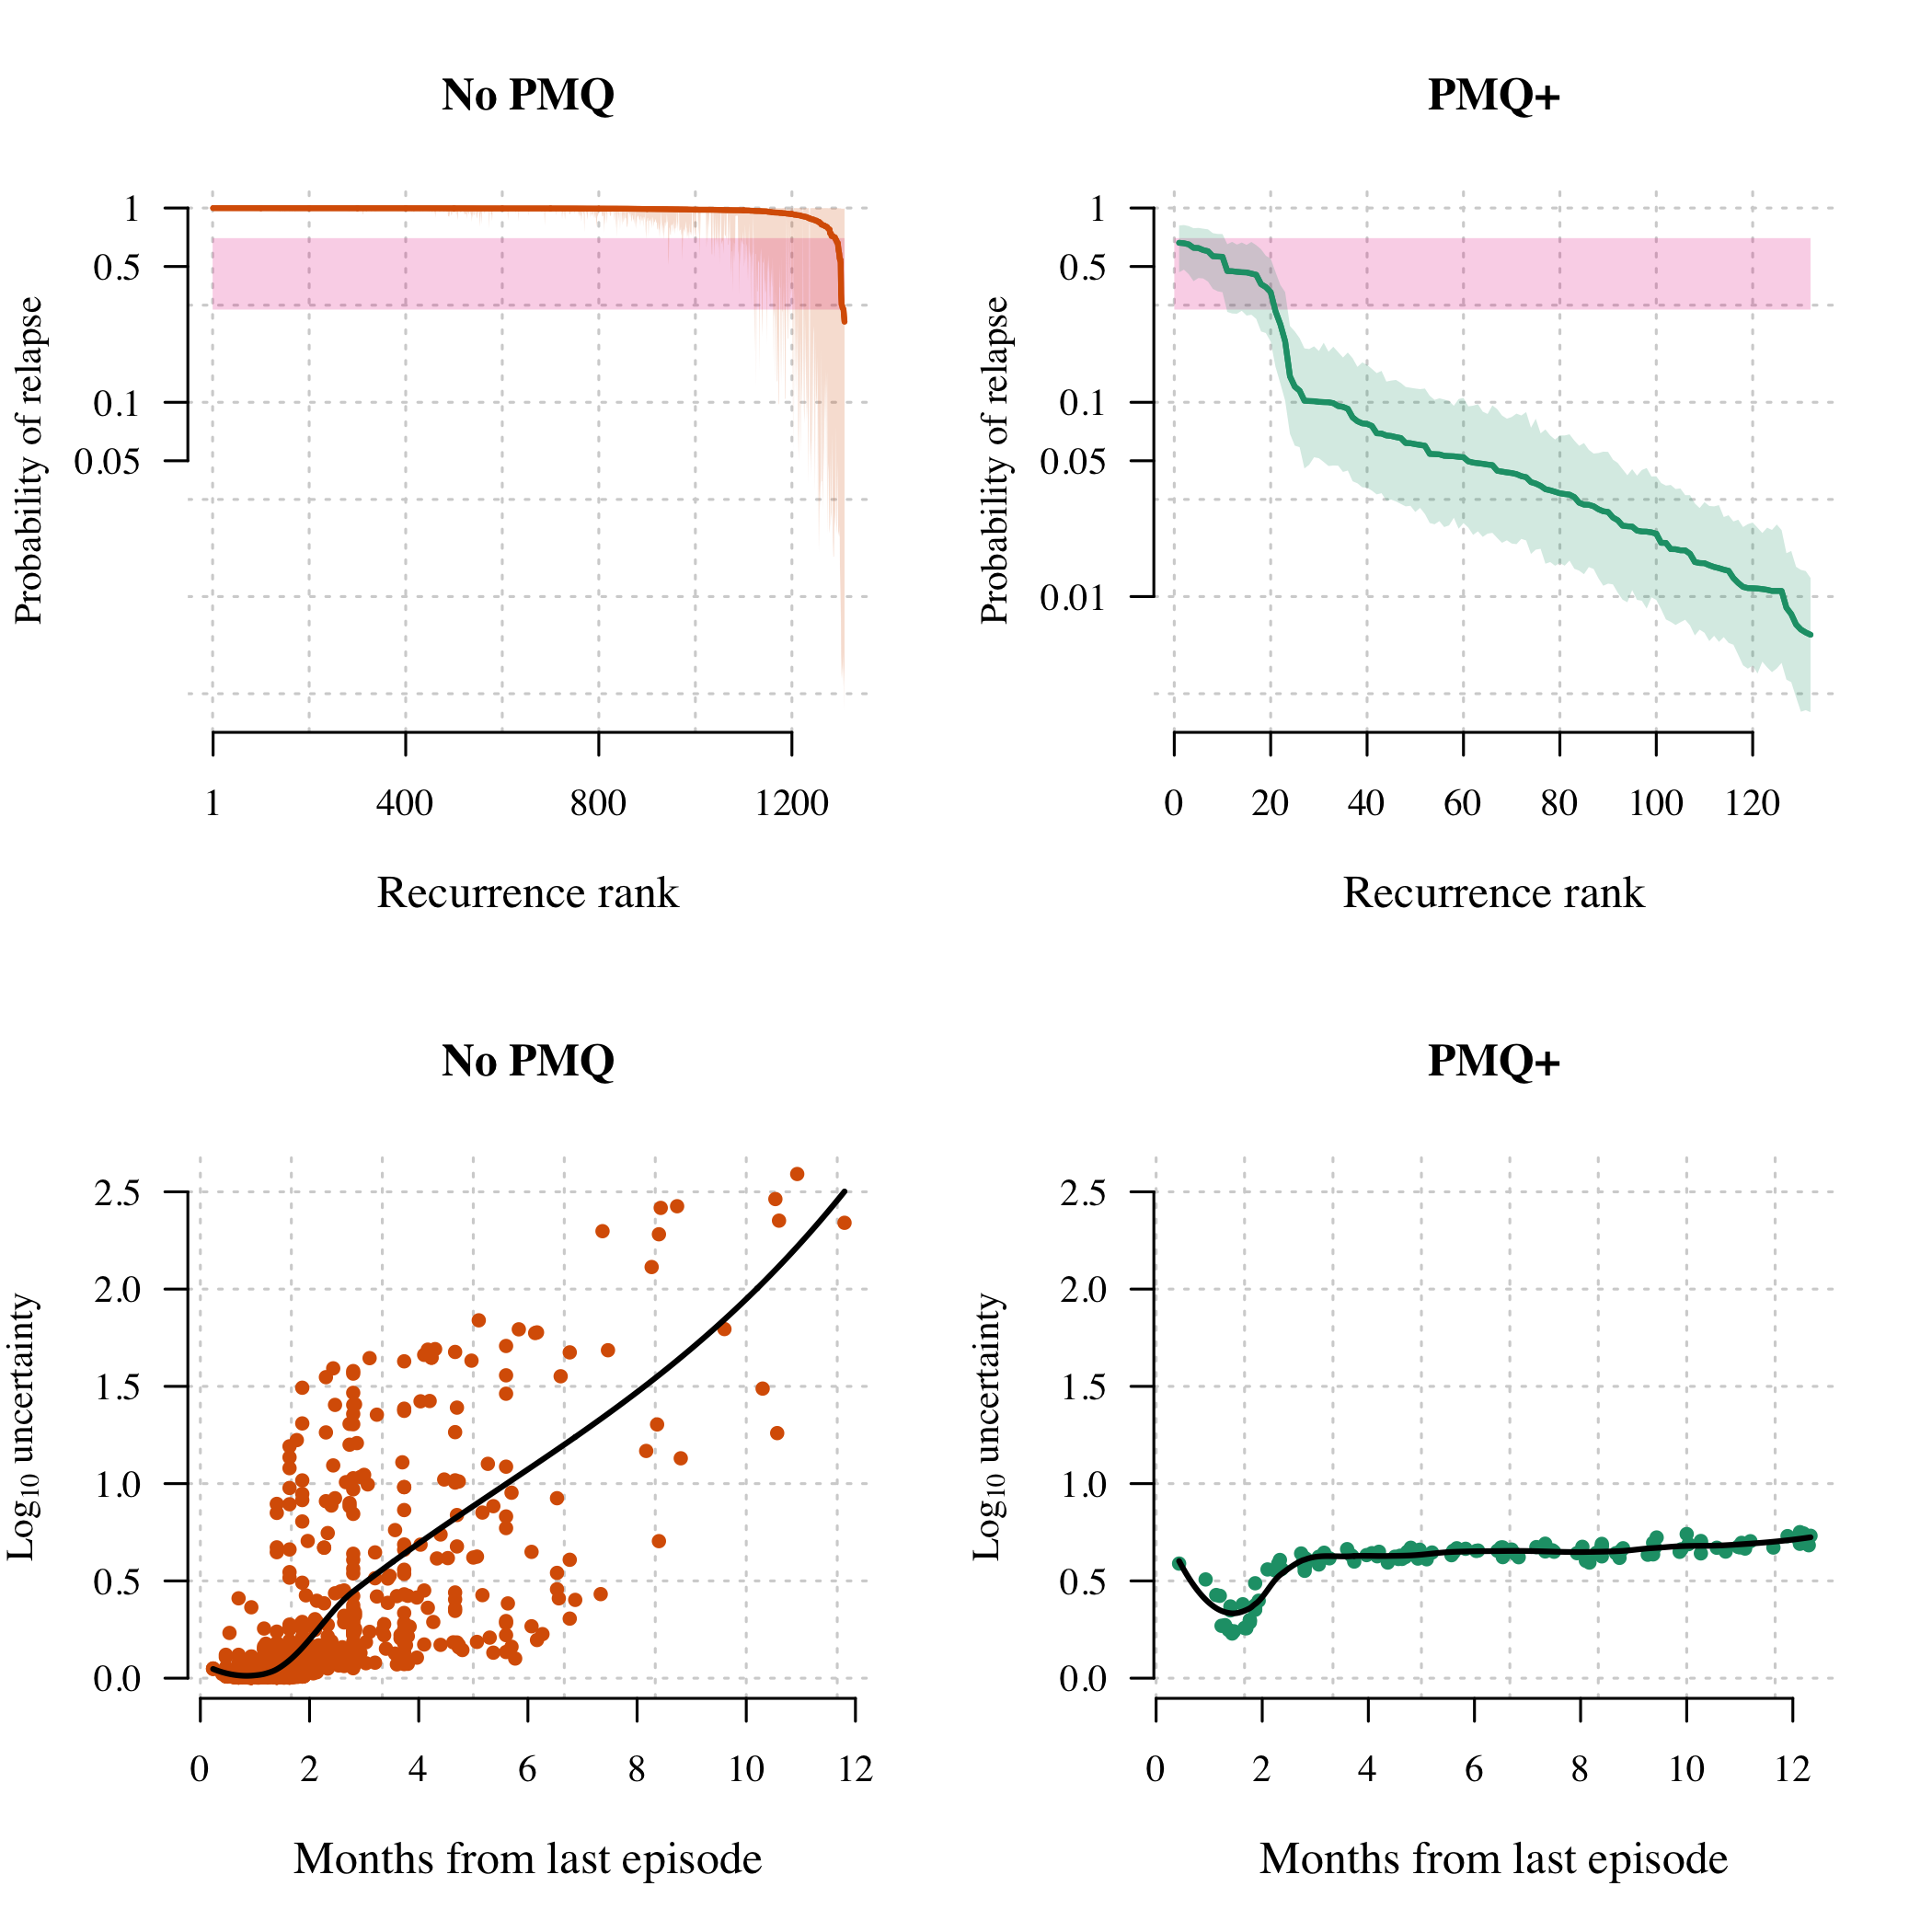 No PMQ
Probability of relapse
1
0.5
0.1
0.05
1 400 800 1200
Recurrence rank
PMQ+
Probability of relapse
1
0.5
0.1
0.05
0.01
0 20 40 60 80 100 120
Recurrence rank
No PMQ
Log10 uncertainty
2.5
2.0
1.5
1.0
0.5
0.0
0 2 4 6 8 10 12
Months from last episode
PMQ+
Log10 uncertainty
2.5
2.0
1.5
1.0
0.5
0.0
0 2 4 6 8 10 12
Months from last episode